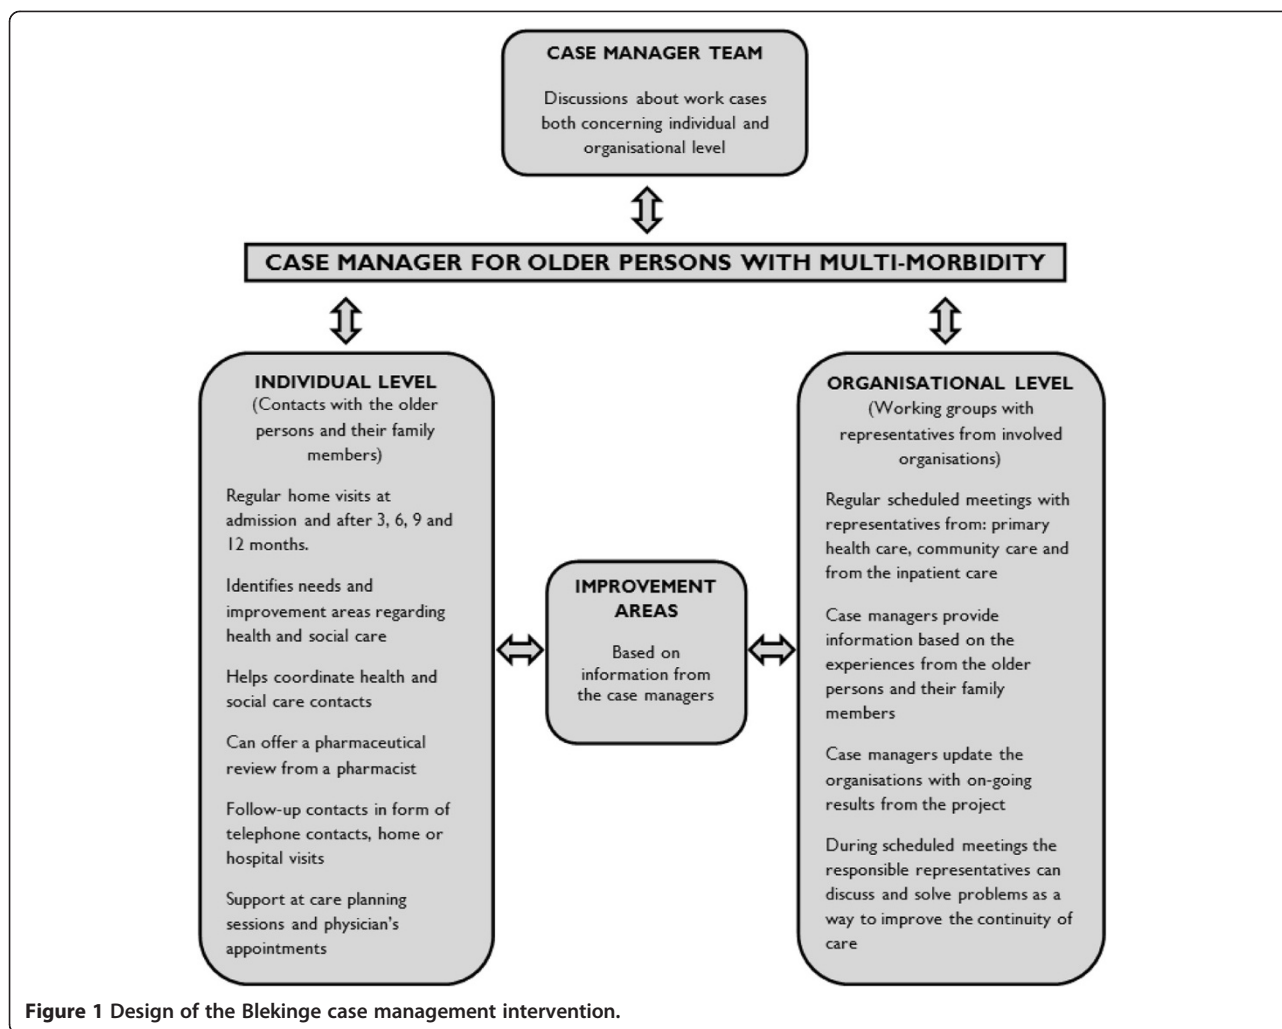 CASE MANAGER TEAM
Discussions about work cases
both concerning individual and
organisational level
CASE MANAGER FOR OLDER PERSONS WITH MULTI-MORBIDITY
INDIVIDUAL LEVEL
(Contacts with the older
persons and their family
members)
Regular home visits at
admission and after 3, 6, 9 and
12 months.
Identifies needs and
improvement areas regarding
health and social care
Helps coordinate health and
social care contacts
Can offer a pharmaceutical
review from a pharmacist
Follow-up contacts in form of
telephone contacts, home or
hospital visits
Support at care planning
sessions and physician's
appointments
IMPROVEMENT
AREAS
Based on
information from
the case managers
ORGANISATIONAL LEVEL
(Working groups with
representatives from involved
organisations)
Regular scheduled meetings with
representatives from: primary
health care, community care and
from the inpatient care
Case managers provide
information based on the
experiences from the older
persons and their family
members
Case managers update the
organisations with on-going
results from the project
During scheduled meetings the
responsible representatives can
discuss and solve problems as a
way to improve the continuity of
care
Figure 1 Design of the Blekinge case management intervention.